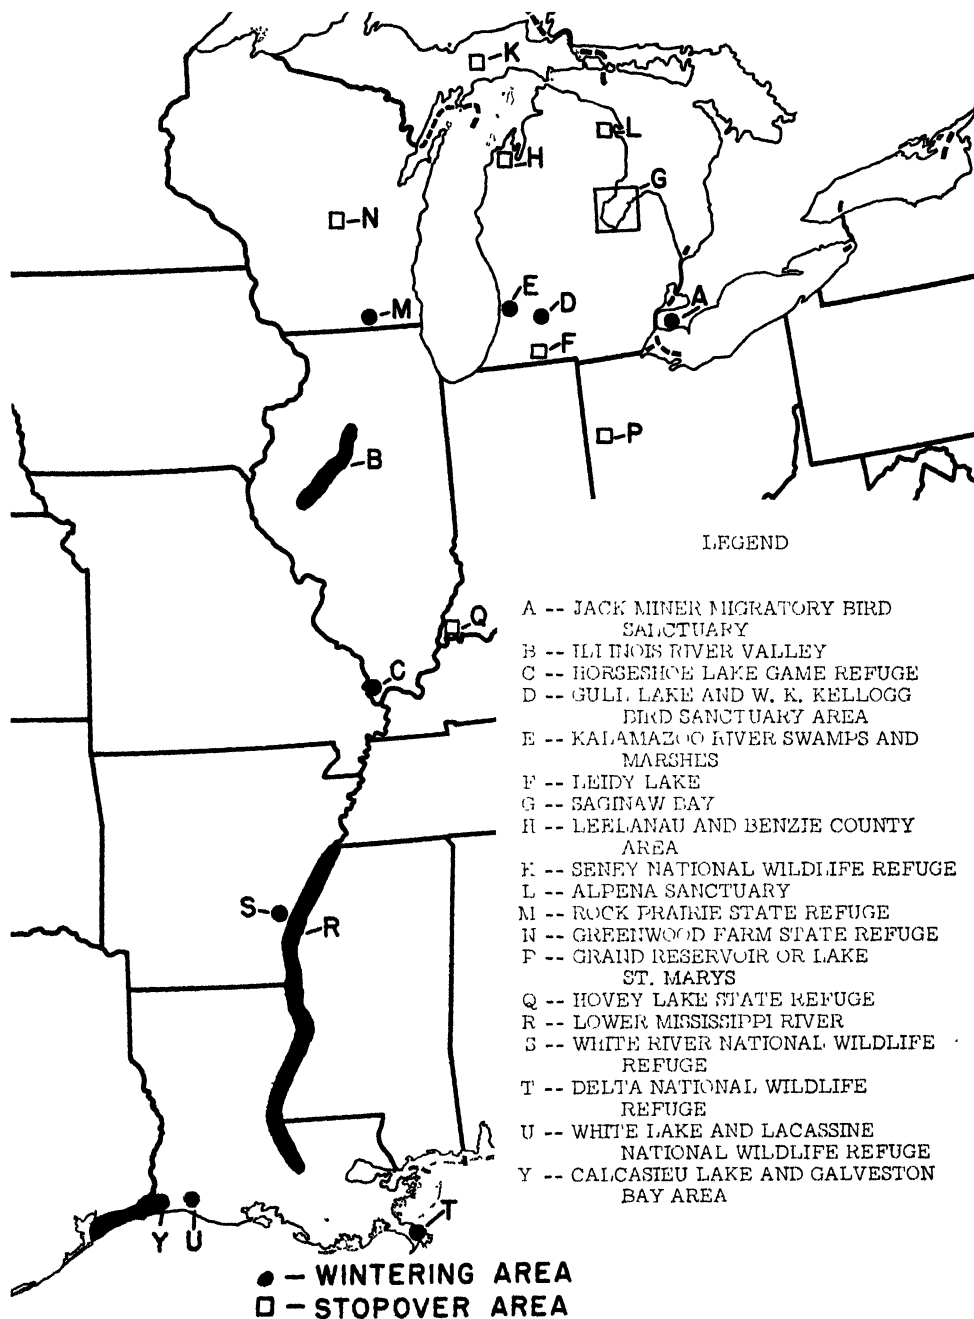 K
L
H
G
N
E
D
A
M
F
B
P
LEGEND
A -- JACK MINER MIGRATORY BIRD
SANCTUARY
B -- ILLINOIS RIVER VALLEY
C -- HORSESHOE LAKE GAME REFUGE
D -- GULL LAKE AND W. K. KELLOGG
BIRD SANCTUARY AREA
E -- KALAMAZOO RIVER SWAMPS AND
MARSHES
F -- LEIDY LAKE
G -- SAGINAW BAY
H -- LEELANAU AND BENZIE COUNTY
AREA
K -- SENEY NATIONAL WILDLIFE REFUGE
L -- ALPENA SANCTUARY
M -- ROCK PRAIRIE STATE REFUGE
N -- GREENWOOD FARM STATE REFUGE
P -- GRAND RESERVOIR OR LAKE
ST. MARYS
Q -- HOVEY LAKE STATE REFUGE
R -- LOWER MISSISSIPPI RIVER
S -- WHITE RIVER NATIONAL WILDLIFE
REFUGE
T -- DELTA NATIONAL WILDLIFE
REFUGE
U -- WHITE LAKE AND LACASSINE
NATIONAL WILDLIFE REFUGE
Y -- CALCASIEU LAKE AND GALVESTON
BAY AREA
Q
C
S
R
T
Y
U
– WINTERING AREA
– STOPOVER AREA